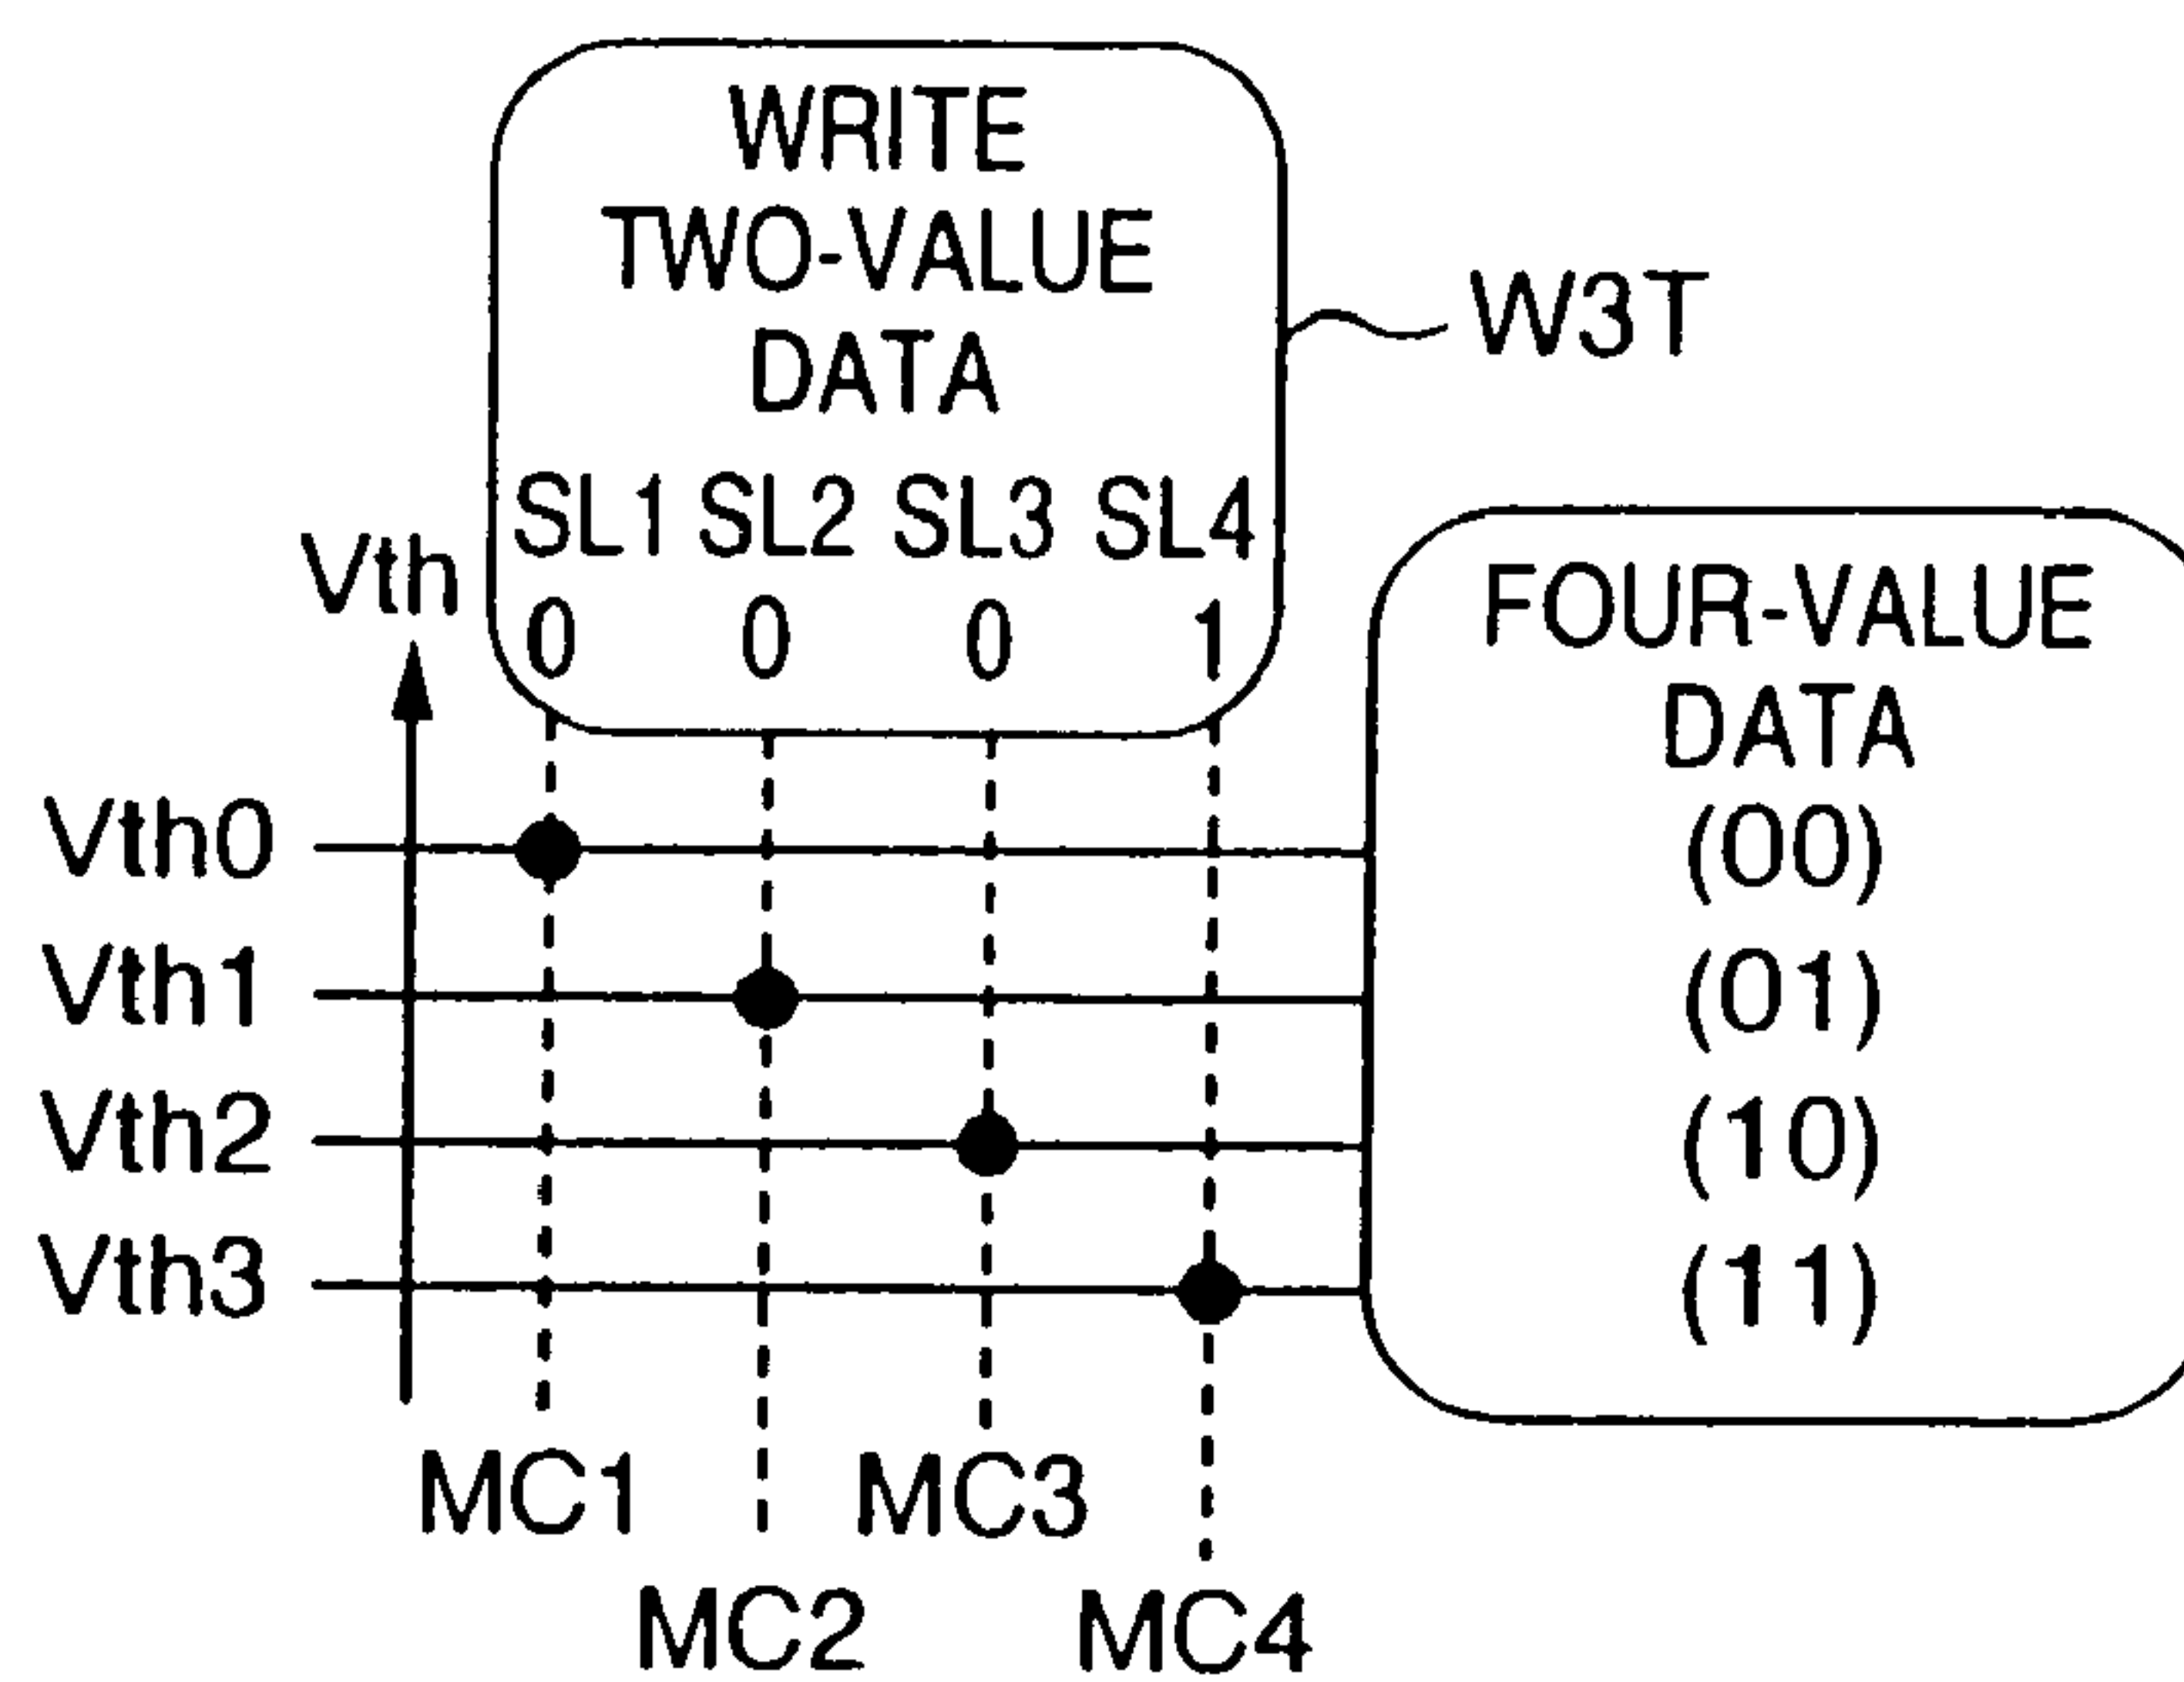 WRITE
TWO-VALUE
DATA
W3T
SL1 SL2 SL3 SL4
0 0 0 1
Vth
FOUR-VALUE
DATA
Vth0
(00)
Vth1
(01)
Vth2
(10)
Vth3
(11)
MC1 MC3
MC2 MC4